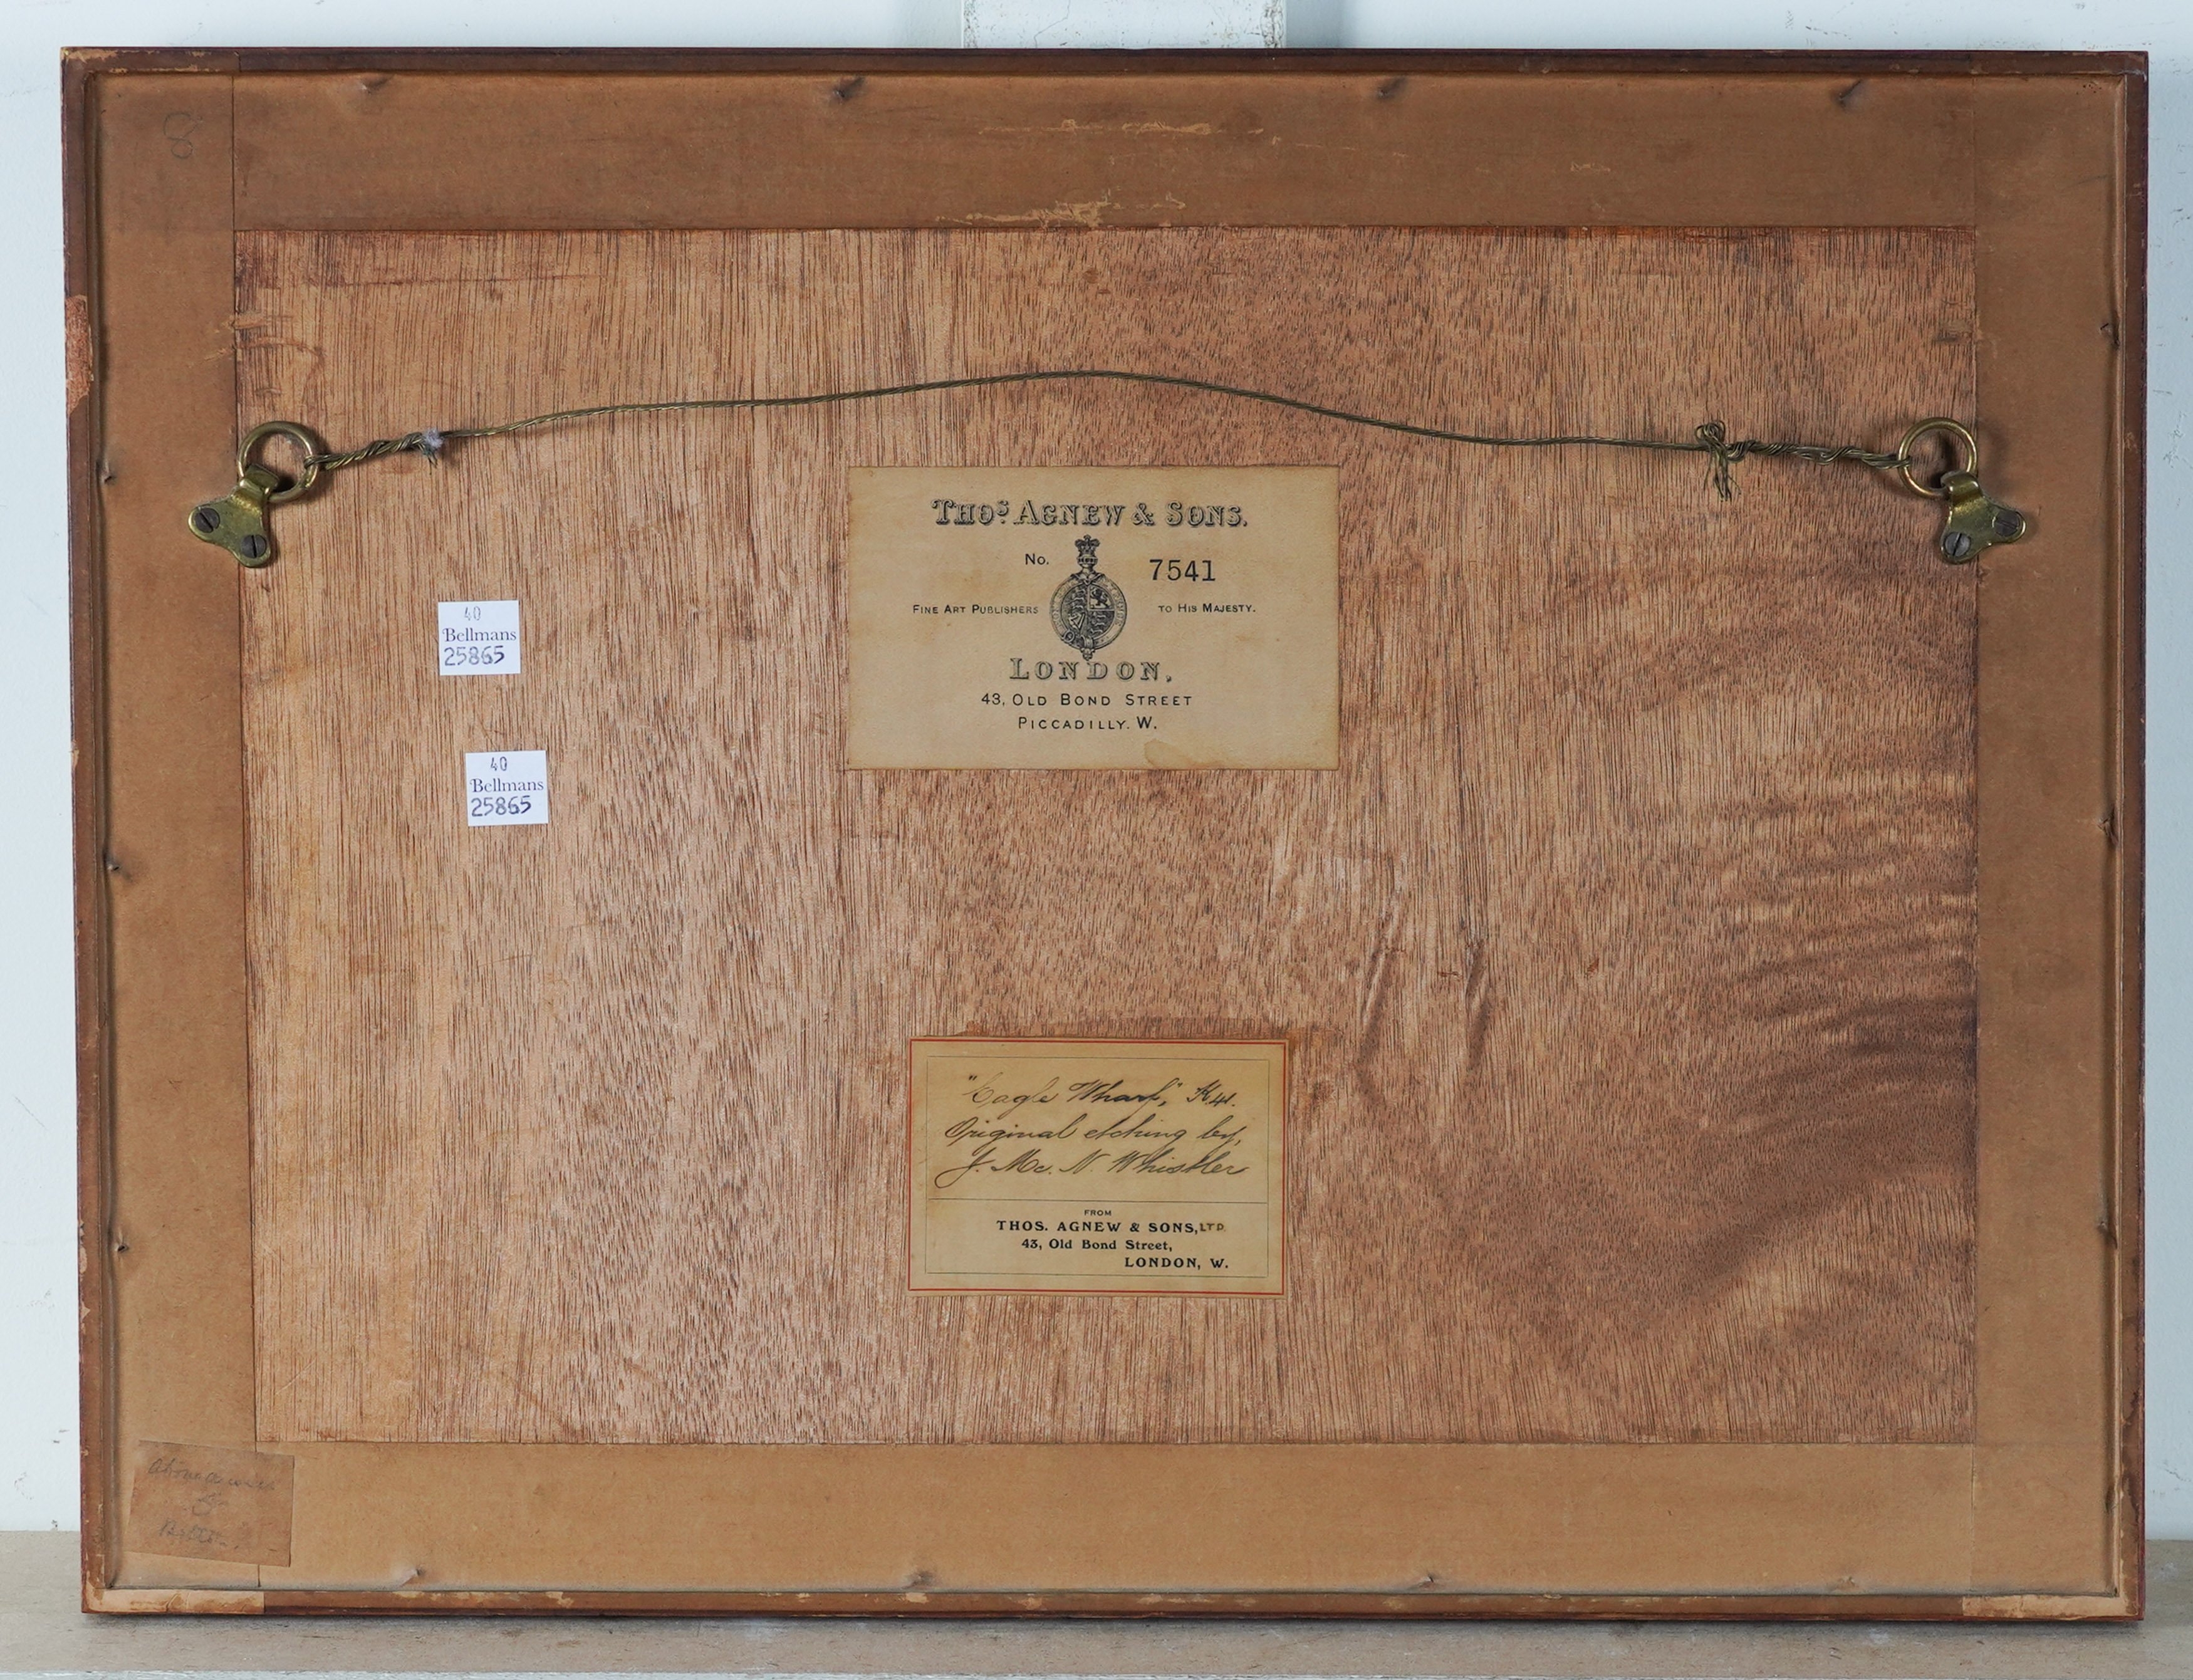 8
THOS. AGNEW & SONS.
No. 7541
FINE ART PUBLISHERS TO HIS MAJESTY.
LONDON.
43, OLD BOND STREET
PICCADILLY. W.
40
Bellmans
25865
40
Bellmans
25865
"Eagle Wharf," K.41.
Original etching by,
J. Mc. N. Whistler
FROM
THOS. AGNEW & SONS, LTD.
43, Old Bond Street,
LONDON, W.